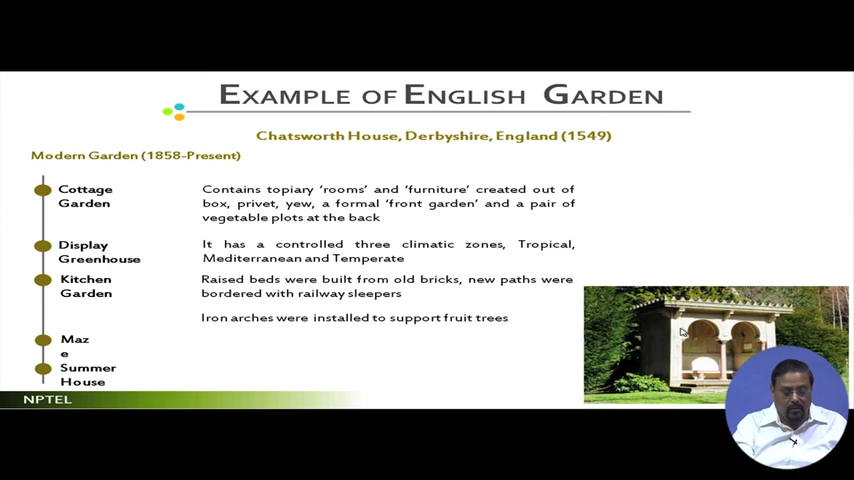 EXAMPLE OF ENGLISH GARDEN
Chatsworth House, Derbyshire, England (1549)
Modern Garden (1858-Present)
Cottage
Garden
Contains topiary ‘rooms’ and ‘furniture’ created out of
box, privet, yew, a formal ‘front garden’ and a pair of
vegetable plots at the back
Display
Greenhouse
It has a controlled three climatic zones, Tropical,
Mediterranean and Temperate
Kitchen
Garden
Raised beds were built from old bricks, new paths were
bordered with railway sleepers
Iron arches were installed to support fruit trees
Maz
e
Summer
House
NPTEL